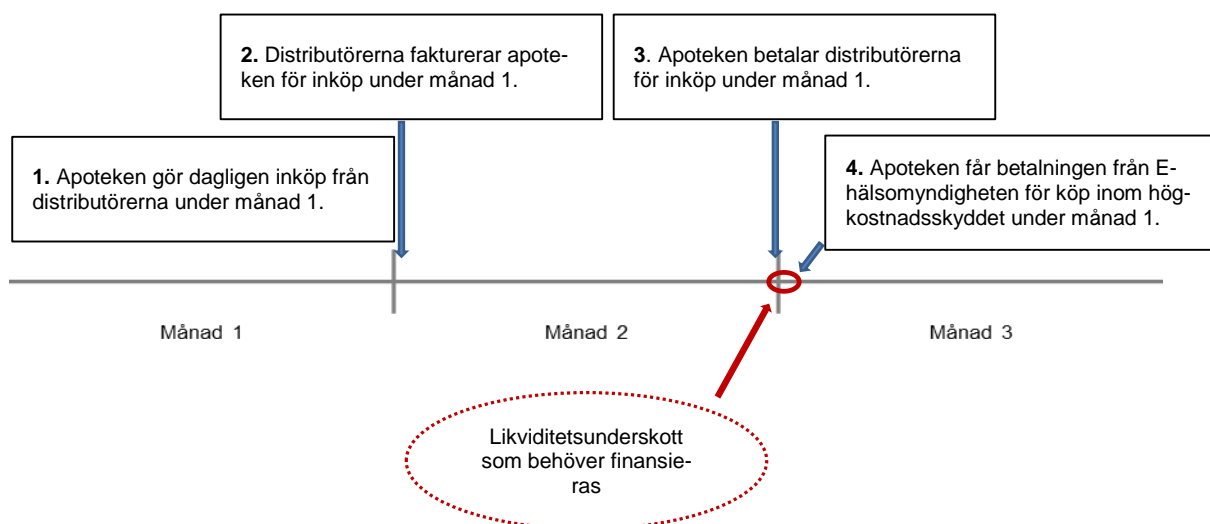 1. Apoteken gör dagligen inköp från
distributörerna under månad 1.
2. Distributörerna fakturerar apote-
ken för inköp under månad 1.
3. Apoteken betalar distributörerna
för inköp under månad 1.
4. Apoteken får betalningen från E-
hälsomyndigheten för köp inom hög-
kostnadsskyddet under månad 1.
Månad 1
Månad 2
Månad 3
Likviditetsunderskott
som behöver finansie-
ras